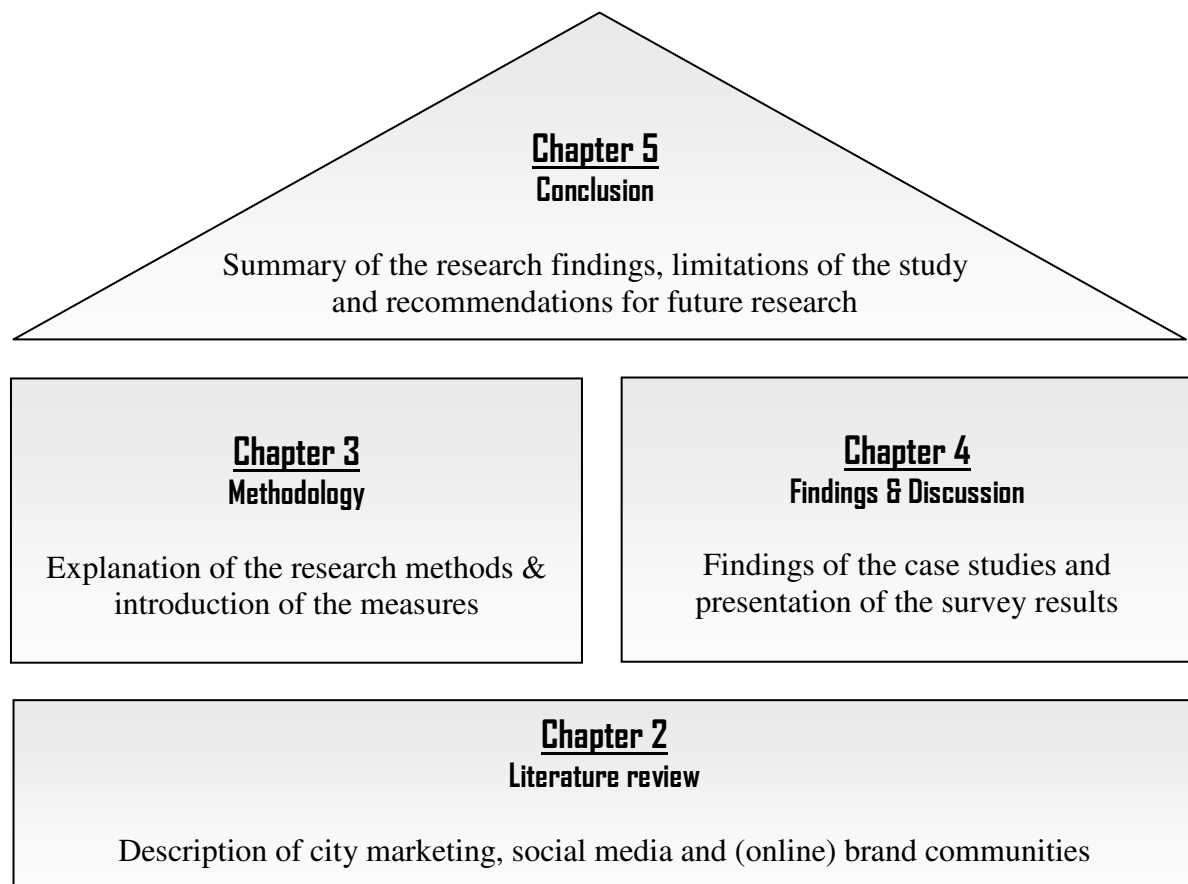 Chapter 5
Conclusion
Summary of the research findings, limitations of the study
and recommendations for future research
Chapter 3
Methodology
Explanation of the research methods &
introduction of the measures
Chapter 4
Findings & Discussion
Findings of the case studies and
presentation of the survey results
Chapter 2
Literature review
Description of city marketing, social media and (online) brand communities